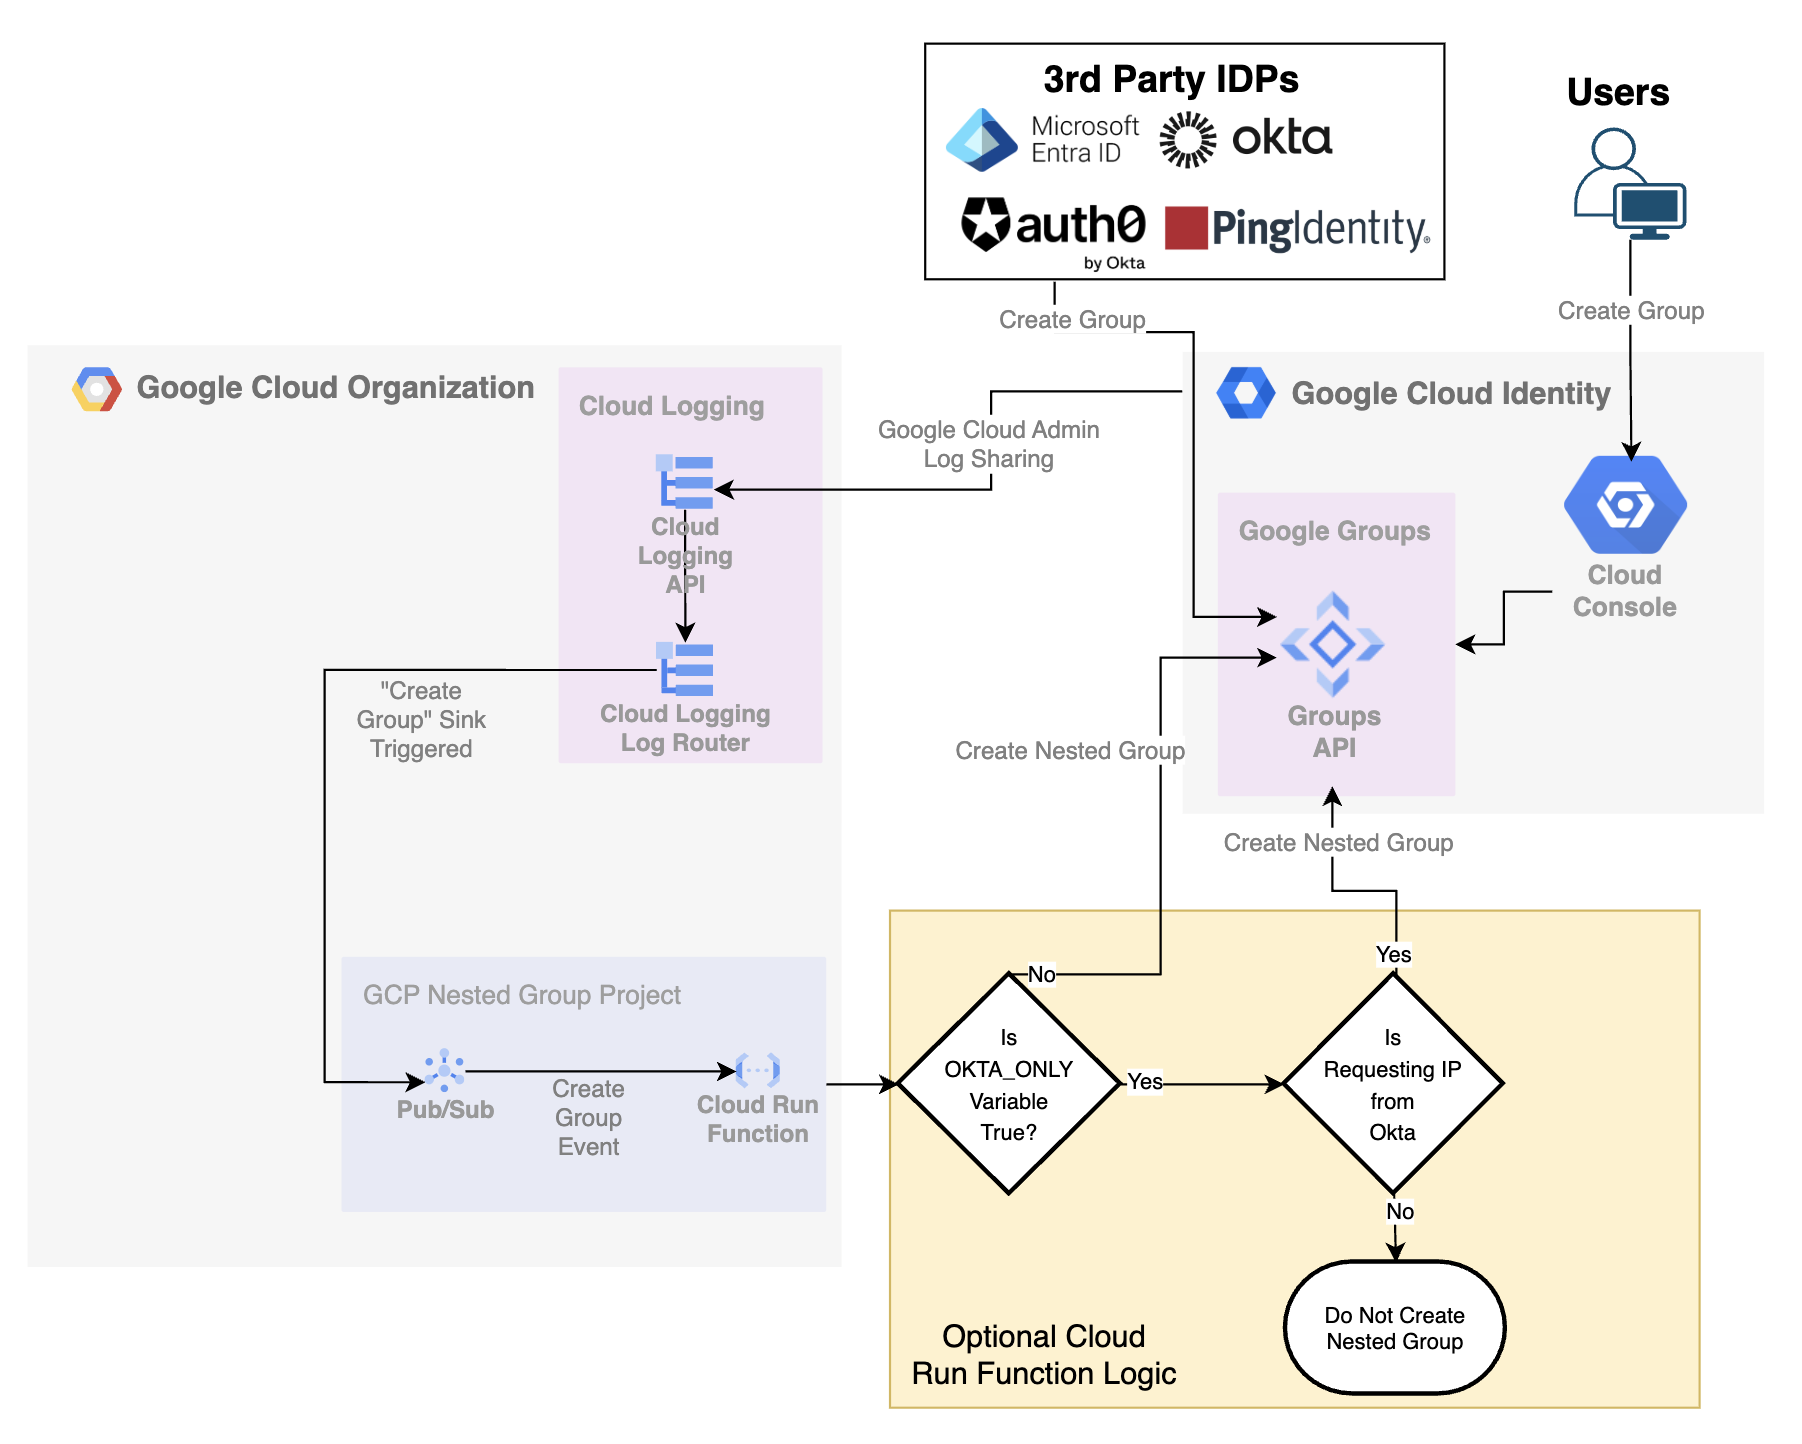 3rd Party IDPs
Microsoft
Entra ID
okta
auth0
by Okta
PingIdentity®
Users
Create Group
Create Group
Google Cloud Organization
Cloud Logging
Cloud
Logging
API
Cloud Logging
Log Router
Google Cloud Admin
Log Sharing
Google Cloud Identity
Google Groups
Groups
API
Cloud
Console
"Create
Group" Sink
Triggered
Create Nested Group
Create Nested Group
GCP Nested Group Project
Pub/Sub
Create
Group
Event
Cloud Run
Function
No
Is
OKTA_ONLY
Variable
True?
Yes
Yes
Is
Requesting IP
from
Okta
No
Do Not Create
Nested Group
Optional Cloud
Run Function Logic